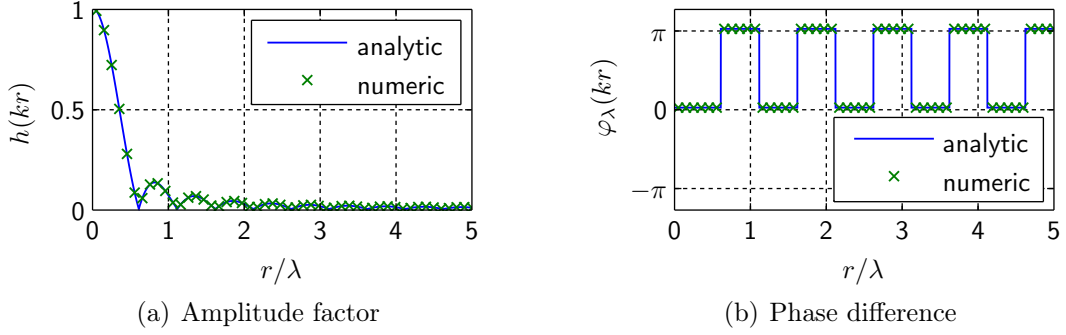 1
0.5
0
h(kr)
analytic
numeric
0 1 2 3 4 5
r/λ
(a) Amplitude factor
π
0
−π
φλ(kr)
analytic
numeric
0 1 2 3 4 5
r/λ
(b) Phase difference